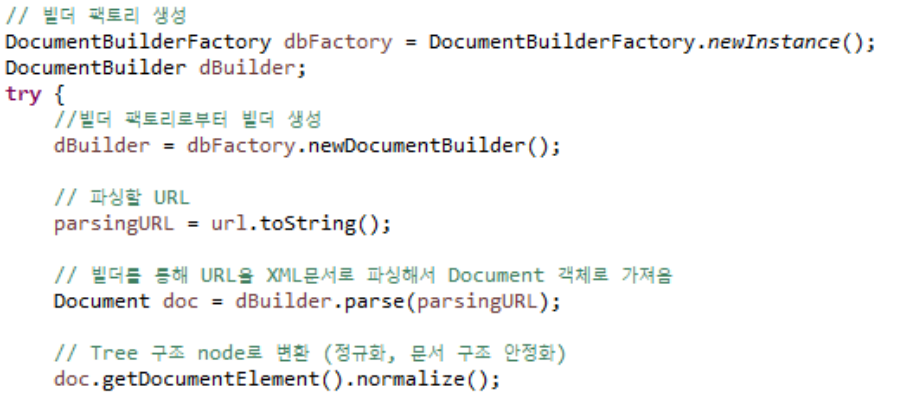 // 빌더 팩토리 생성
DocumentBuilderFactory dbFactory = DocumentBuilderFactory.newInstance();
DocumentBuilder dBuilder;
try {
//빌더 팩토리로부터 빌더 생성
dBuilder = dbFactory.newDocumentBuilder();
// 파싱할 URL
parsingURL = url.toString();
// 빌더를 통해 URL을 XML문서로 파싱해서 Document 객체로 가져옴
Document doc = dBuilder.parse(parsingURL);
// Tree 구조 node로 변환 (정규화, 문서 구조 안정화)
doc.getDocumentElement().normalize();